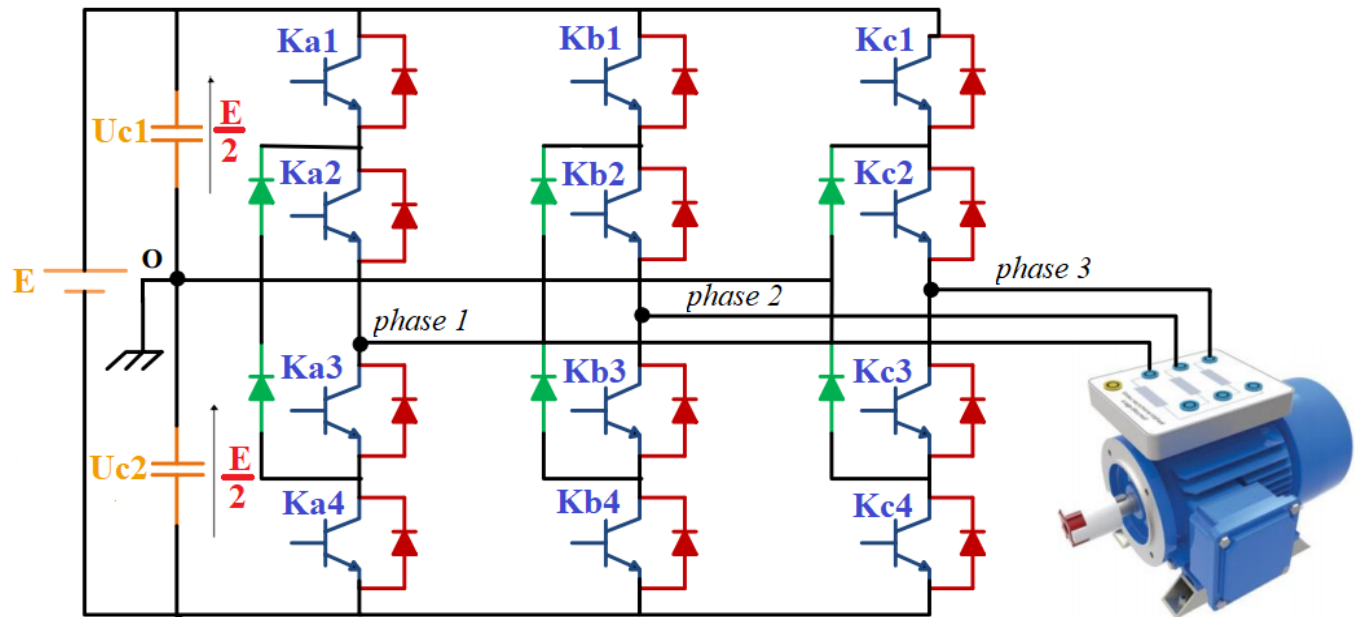 Ka1
Kb1
Kc1
Uc1
E
2
Ka2
Kb2
Kc2
E
O
phase 1
phase 2
phase 3
Ka3
Kb3
Kc3
Uc2
E
2
Ka4
Kb4
Kc4